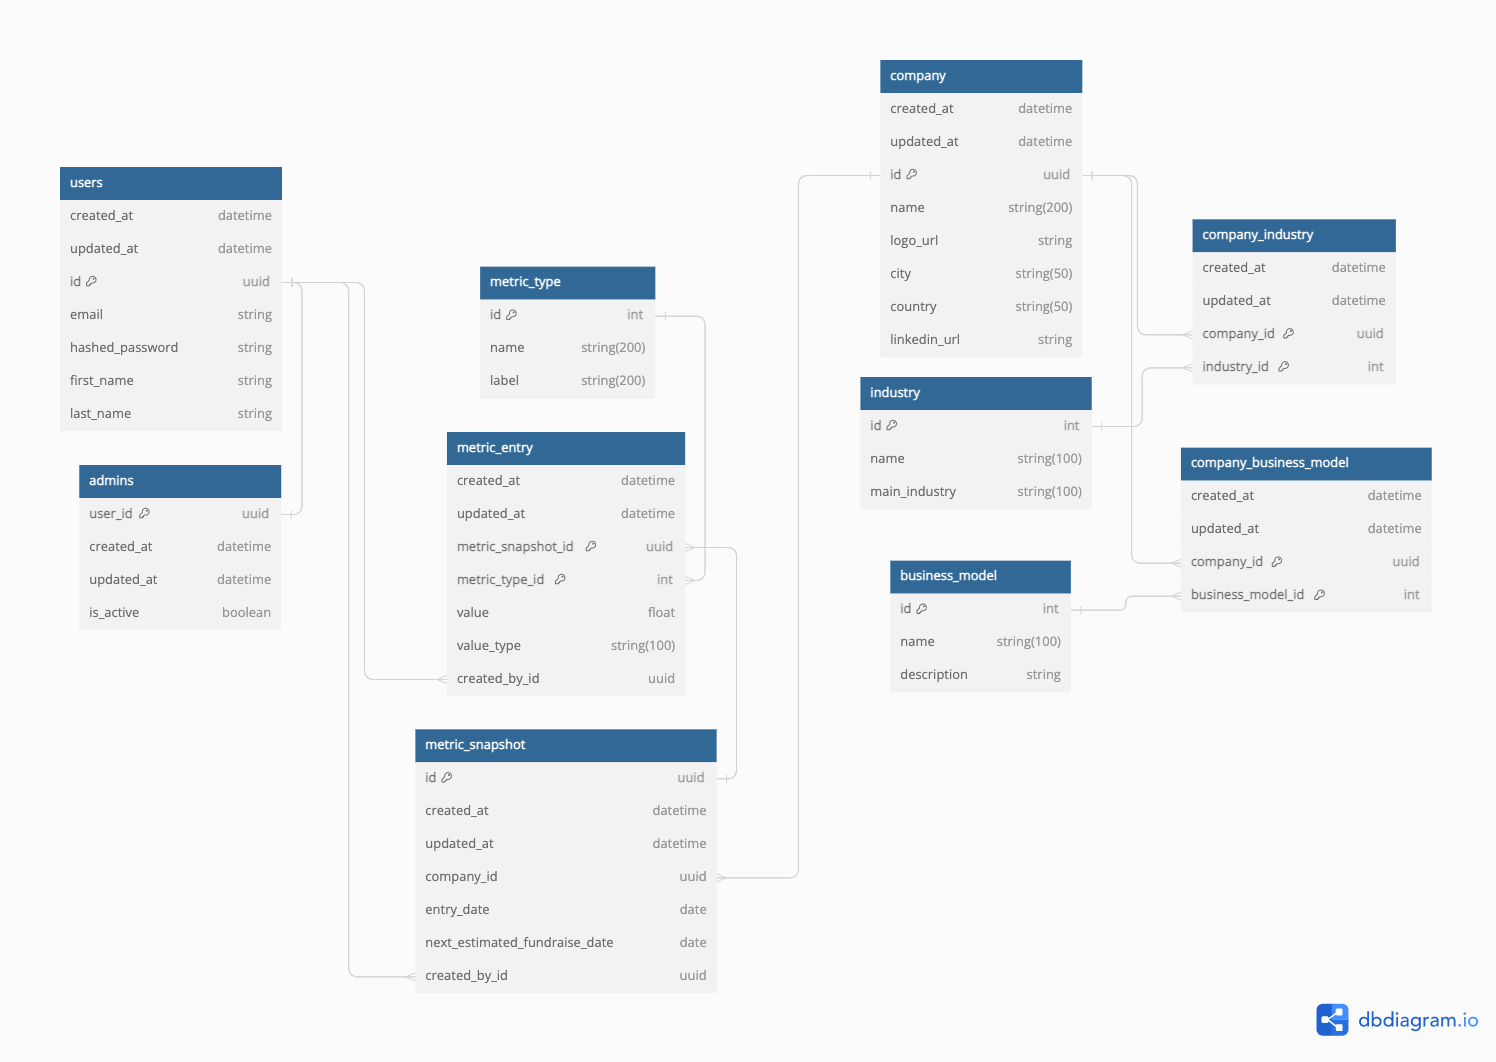 users
created_at datetime
updated_at datetime
id uuid
email string
hashed_password string
first_name string
last_name string
admins
user_id uuid
created_at datetime
updated_at datetime
is_active boolean
metric_type
id int
name string(200)
label string(200)
metric_entry
created_at datetime
updated_at datetime
metric_snapshot_id uuid
metric_type_id int
value float
value_type string(100)
created_by_id uuid
metric_snapshot
id uuid
created_at datetime
updated_at datetime
company_id uuid
entry_date date
next_estimated_fundraise_date date
created_by_id uuid
company
created_at datetime
updated_at datetime
id uuid
name string(200)
logo_url string
city string(50)
country string(50)
linkedin_url string
industry
id int
name string(100)
main_industry string(100)
business_model
id int
name string(100)
description string
company_industry
created_at datetime
updated_at datetime
company_id uuid
industry_id int
company_business_model
created_at datetime
updated_at datetime
company_id uuid
business_model_id int
dbdiagram.io